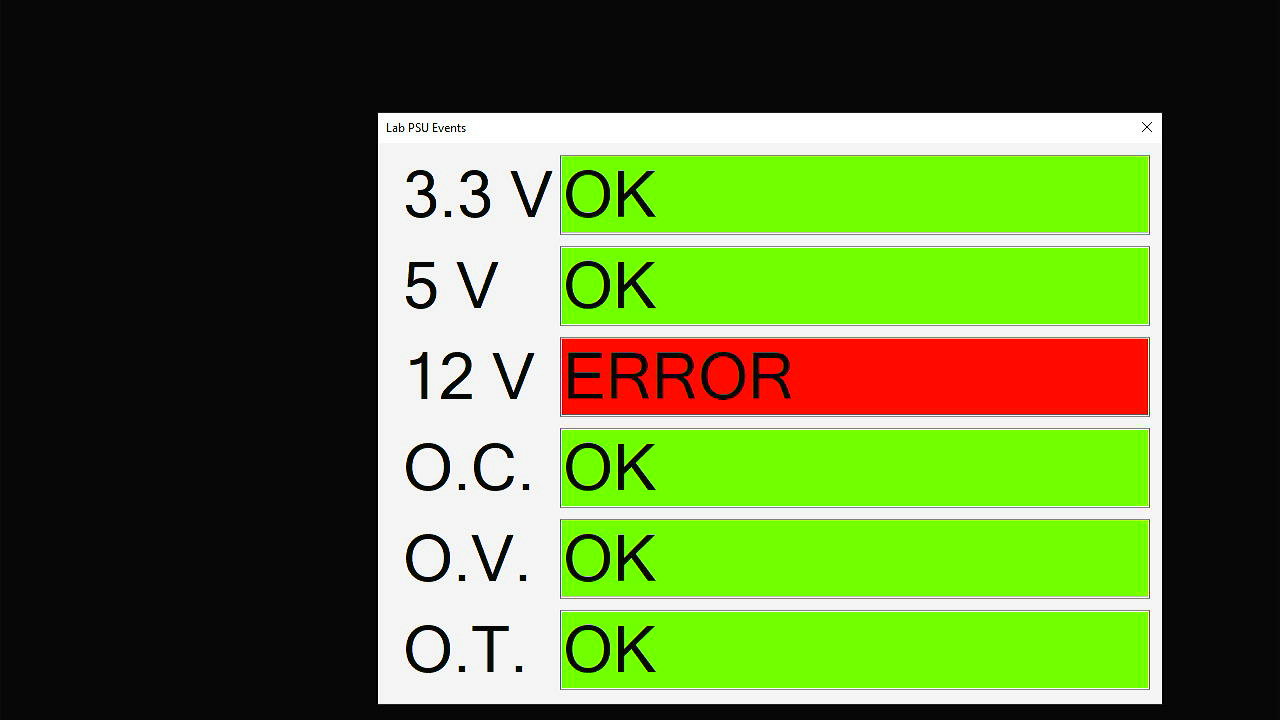 Lab PSU Events
3.3 V OK
5 V OK
12 V ERROR
O.C. OK
O.V. OK
O.T. OK